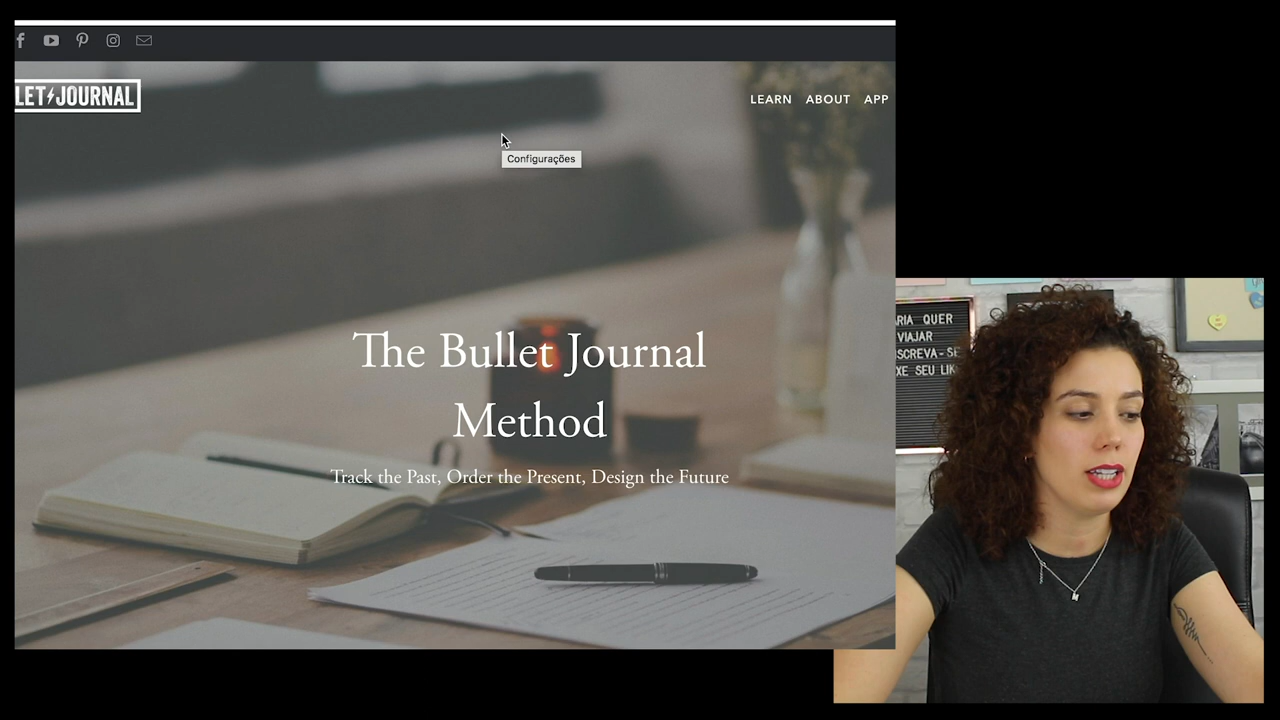 LET JOURNAL
LEARN ABOUT APP
Configurações
The Bullet Journal
Method
Track the Past, Order the Present, Design the Future
ARIA QUER
VIAJAR
SCREVA-SE
XE SEU LIK